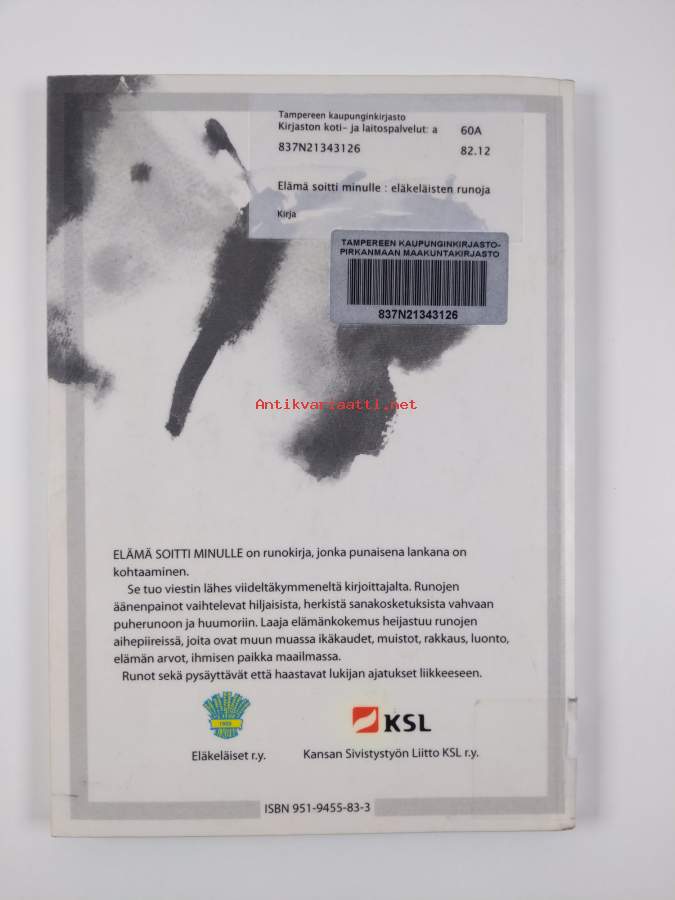 Tampereen kaupunginkirjasto
Kirjaston koti- ja laitospalvelut: a 60A
837N21343126 82.12
Elämä soitti minulle : eläkeläisten runoja
Kirja
TAMPEREEN KAUPUNGINKIRJASTO-
PIRKANMAAN MAAKUNTAKIRJASTO
837N21343126
Antikvariaatti.net
ELÄMÄ SOITTI MINULLE on runokirja, jonka punaisena lankana on
kohtaaminen.
Se tuo viestin lähes viideltäkymmeneltä kirjoittajalta. Runojen
äänenpainot vaihtelevat hiljaisista, herkistä sanakosketuksista vahvaan
puherunoon ja huumoriin. Laaja elämänkokemus heijastuu runojen
aihepiireissä, joita ovat muun muassa ikäkaudet, muistot, rakkaus, luonto,
elämän arvot, ihmisen paikka maailmassa.
Runot sekä pysäyttävät että haastavat lukijan ajatukset liikkeeseen.
KSL
Eläkeläiset r.y. Kansan Sivistystyön Liitto KSL r.y.
ISBN 951-9455-83-3